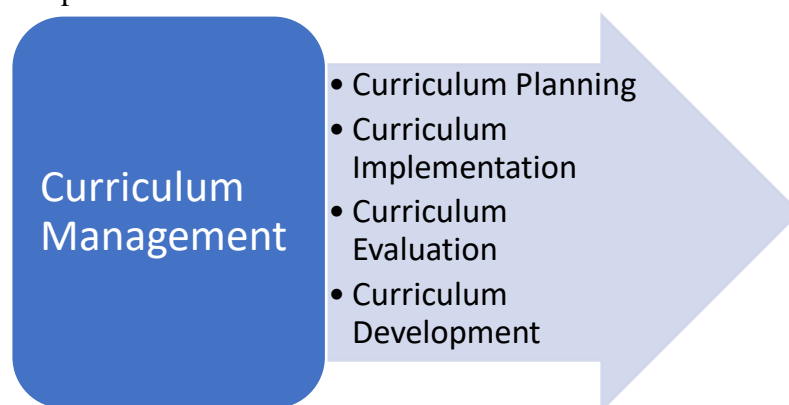 Curriculum
Management
• Curriculum Planning
• Curriculum
Implementation
• Curriculum
Evaluation
• Curriculum
Development